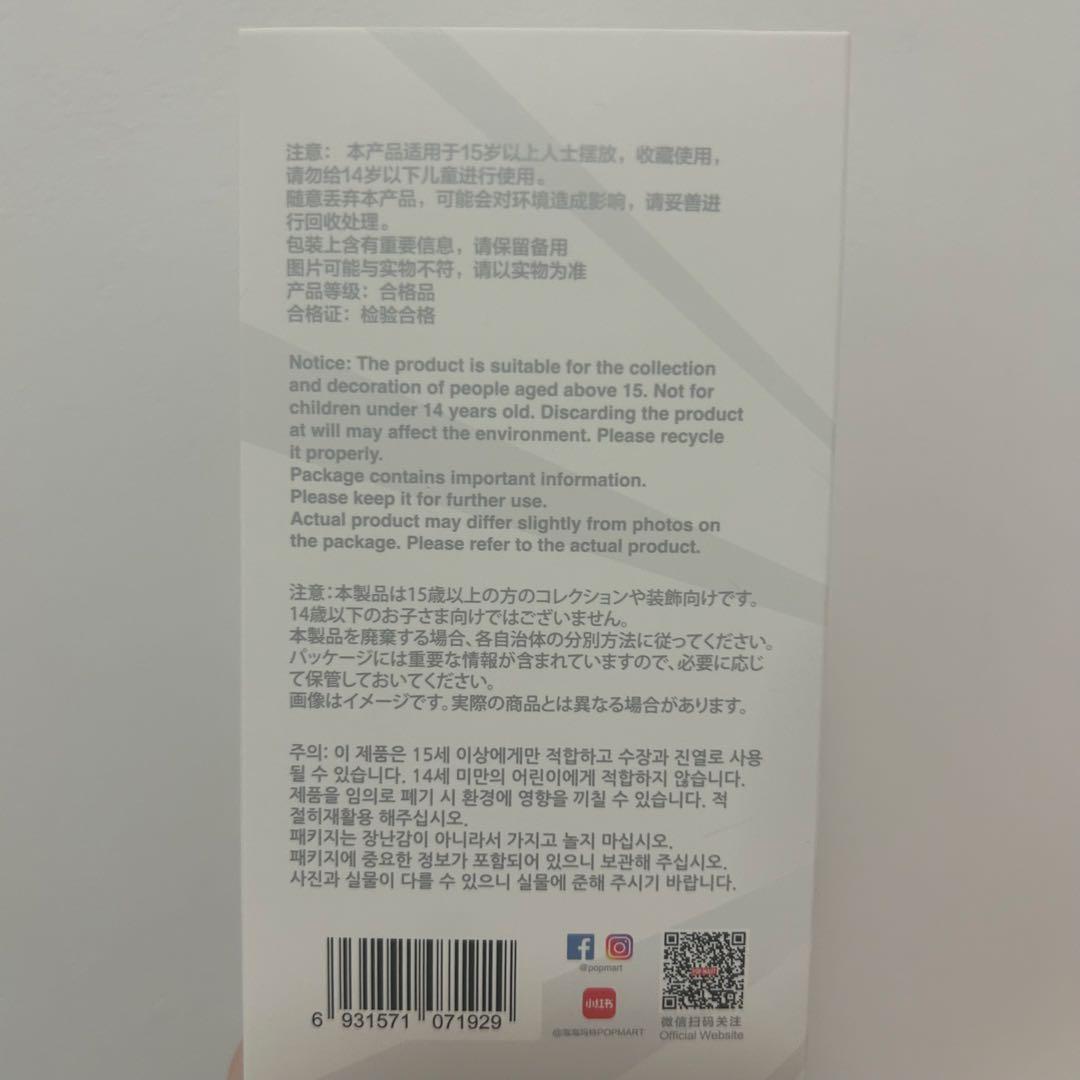 注意： 本产品适用于15岁以上人士摆放，收藏使用，
请勿给14岁以下儿童进行使用。
随意丢弃本产品，可能会对环境造成影响，请妥善进
行回收处理。
包装上含有重要信息，请保留备用
图片可能与实物不符，请以实物为准
产品等级：合格品
合格证：检验合格
Notice: The product is suitable for the collection
and decoration of people aged above 15. Not for
children under 14 years old. Discarding the product
at will may affect the environment. Please recycle
it properly.
Package contains important information.
Please keep it for further use.
Actual product may differ slightly from photos on
the package. Please refer to the actual product.
注意：本製品は15歳以上の方のコレクションや装飾向けです。
14歳以下のお子さま向けではございません。
本製品を廃棄する場合、各自治体の分別方法に従ってください。
パッケージには重要な情報が含まれていますので、必要に応じ
て保管しておいてください。
画像はイメージです。実際の商品とは異なる場合があります。
주의: 이 제품은 15세 이상에게만 적합하고 수장과 진열로 사용
될 수 있습니다. 14세 미만의 어린이에게 적합하지 않습니다.
제품을 임의로 폐기 시 환경에 영향을 끼칠 수 있습니다. 적
절히재활용 해주십시오.
패키지는 장난감이 아니라서 가지고 놀지 마십시오.
패키지에 중요한 정보가 포함되어 있으니 보관해 주십시오.
사진과 실물이 다를 수 있으니 실물에 준해 주시기 바랍니다.
6 931571 071929
@popmart
小红书
@泡泡玛特POPMART
POP MART
微信扫码关注
Official Website